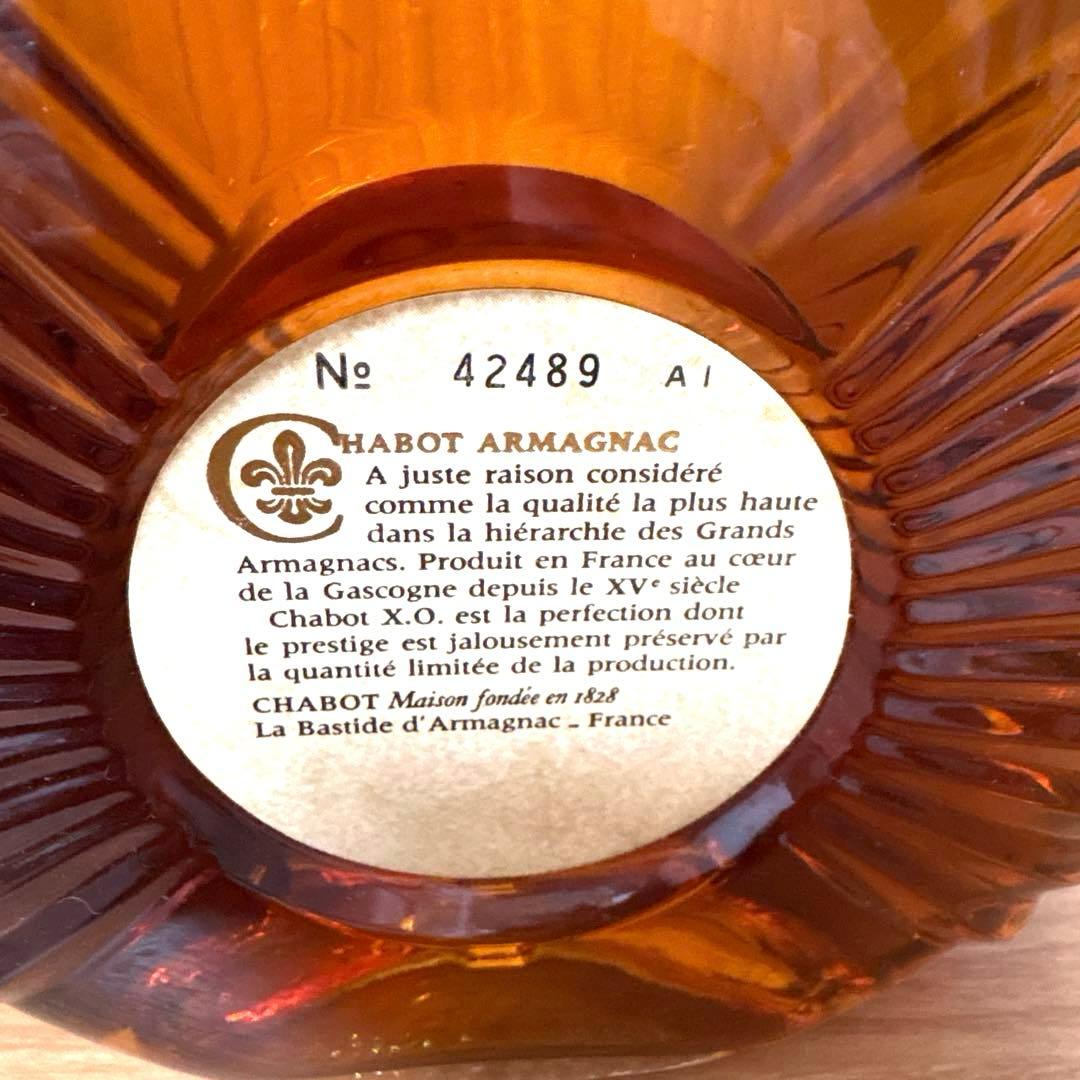 Nº 42489 A1
CHABOT ARMAGNAC
A juste raison considéré
comme la qualité la plus haute
dans la hiérarchie des Grands
Armagnacs. Produit en France au cœur
de la Gascogne depuis le XVe siècle
Chabot X.O. est la perfection dont
le prestige est jalousement préservé par
la quantité limitée de la production.
CHABOT Maison fondée en 1828
La Bastide d'Armagnac - France